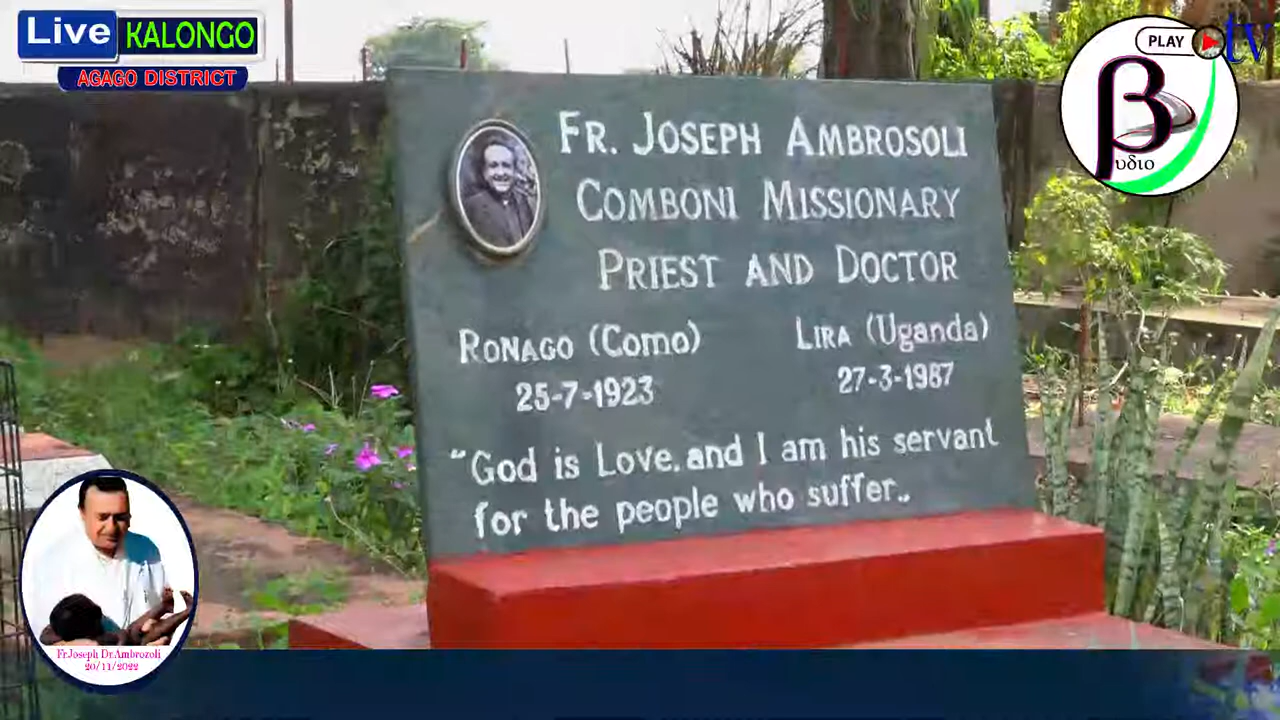 Live KALONGO
AGAGO DISTRICT
PLAY tv
βυδιο
FR. JOSEPH AMBROSOLI
COMBONI MISSIONARY
PRIEST AND DOCTOR
RONAGO (Como) LIRA (Uganda)
25-7-1923 27-3-1987
“God is Love. and I am his servant
for the people who suffer„
Fr.Joseph Dr.Ambrozoli
20/11/2022